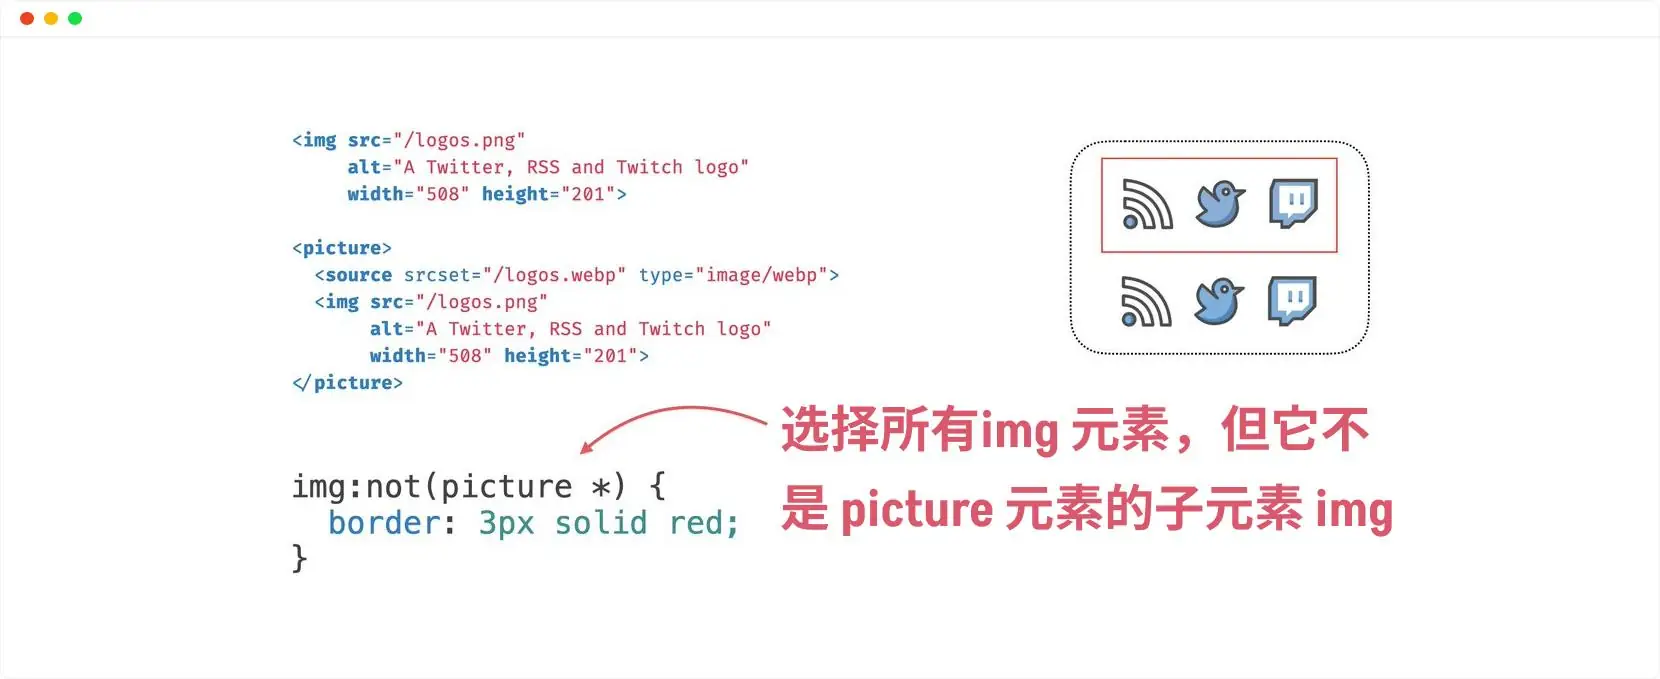 <img src="/logos.png"
alt="A Twitter, RSS and Twitch logo"
width="508" height="201">
<picture>
<source srcset="/logos.webp" type="image/webp">
<img src="/logos.png"
alt="A Twitter, RSS and Twitch logo"
width="508" height="201">
</picture>
选择所有img 元素，但它不
是 picture 元素的子元素 img
img:not(picture *) {
border: 3px solid red;
}